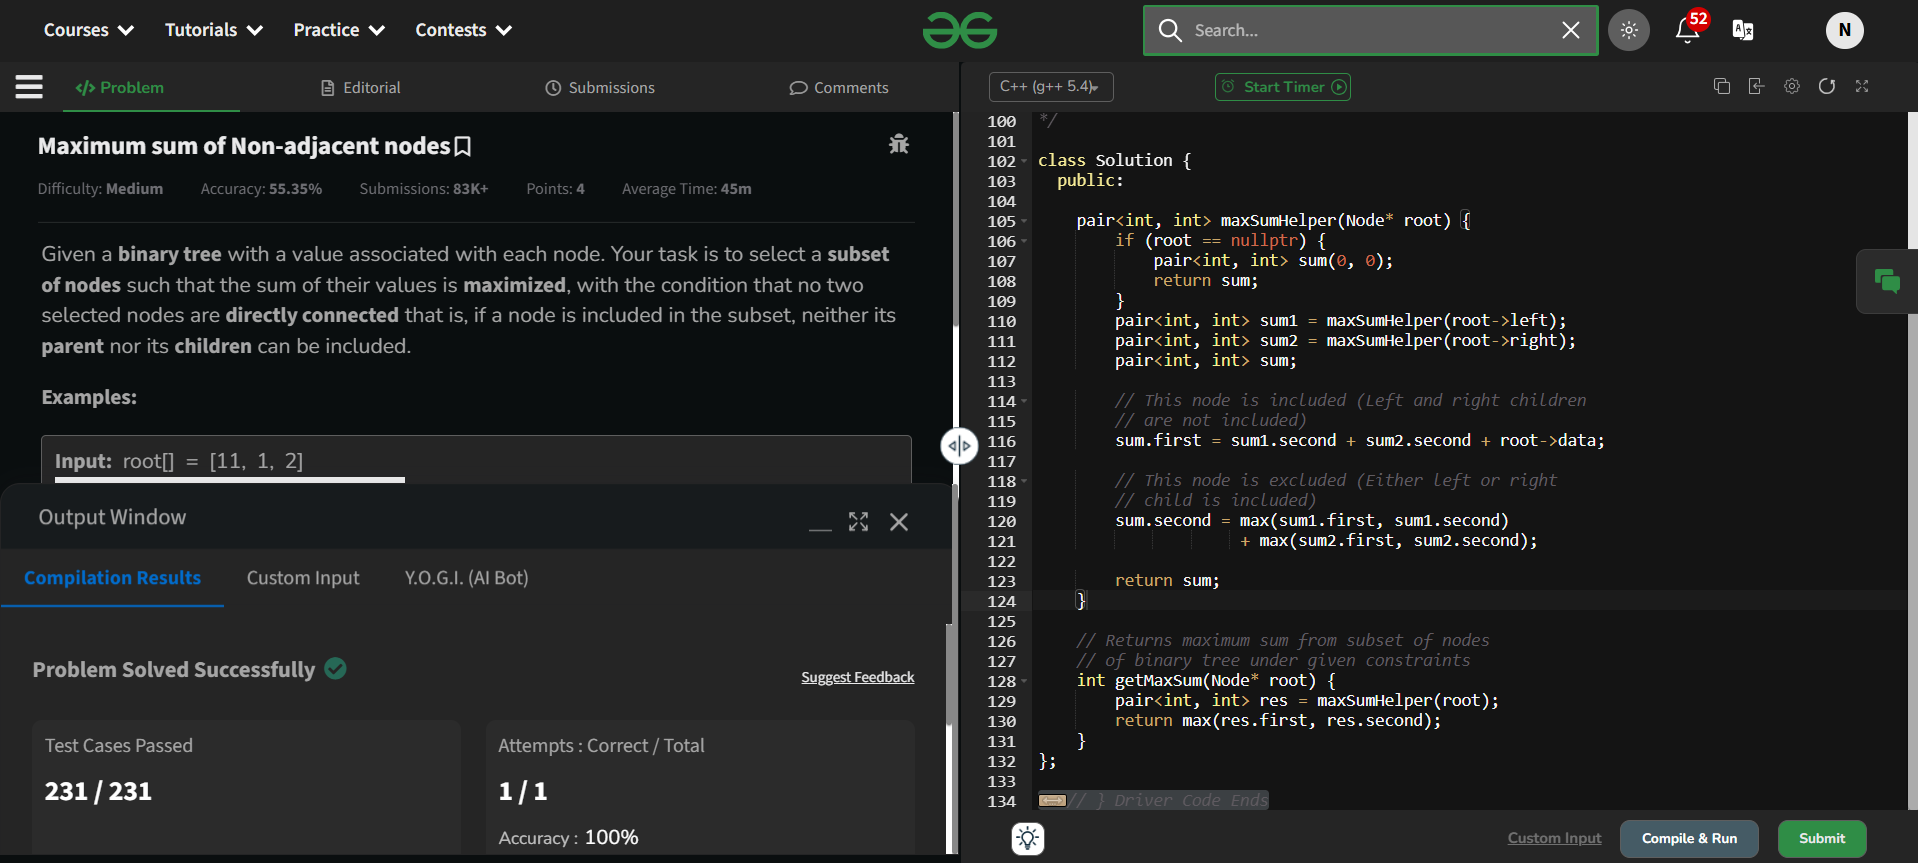 Courses Tutorials Practice Contests
Search...
52
N
Problem Editorial Submissions Comments
Maximum sum of Non-adjacent nodes
Difficulty: Medium Accuracy: 55.35% Submissions: 83K+ Points: 4 Average Time: 45m
Given a binary tree with a value associated with each node. Your task is to select a subset
of nodes such that the sum of their values is maximized, with the condition that no two
selected nodes are directly connected that is, if a node is included in the subset, neither its
parent nor its children can be included.
Examples:
Input: root[] = [11, 1, 2]
Output Window
Compilation Results Custom Input Y.O.G.I. (AI Bot)
Problem Solved Successfully
Suggest Feedback
Test Cases Passed
231 / 231
Attempts : Correct / Total
1 / 1
Accuracy : 100%
C++ (g++ 5.4)
Start Timer
100 */
101
102 class Solution {
103 public:
104
105 pair<int, int> maxSumHelper(Node* root) {
106 if (root == nullptr) {
107 pair<int, int> sum(0, 0);
108 return sum;
109 }
110 pair<int, int> sum1 = maxSumHelper(root->left);
111 pair<int, int> sum2 = maxSumHelper(root->right);
112 pair<int, int> sum;
113
114 // This node is included (Left and right children
115 // are not included)
116 sum.first = sum1.second + sum2.second + root->data;
117
118 // This node is excluded (Either left or right
119 // child is included)
120 sum.second = max(sum1.first, sum1.second)
121 + max(sum2.first, sum2.second);
122
123 return sum;
124 }
125
126 // Returns maximum sum from subset of nodes
127 // of binary tree under given constraints
128 int getMaxSum(Node* root) {
129 pair<int, int> res = maxSumHelper(root);
130 return max(res.first, res.second);
131 }
132 };
133
134 // } Driver Code Ends
Custom Input Compile & Run Submit